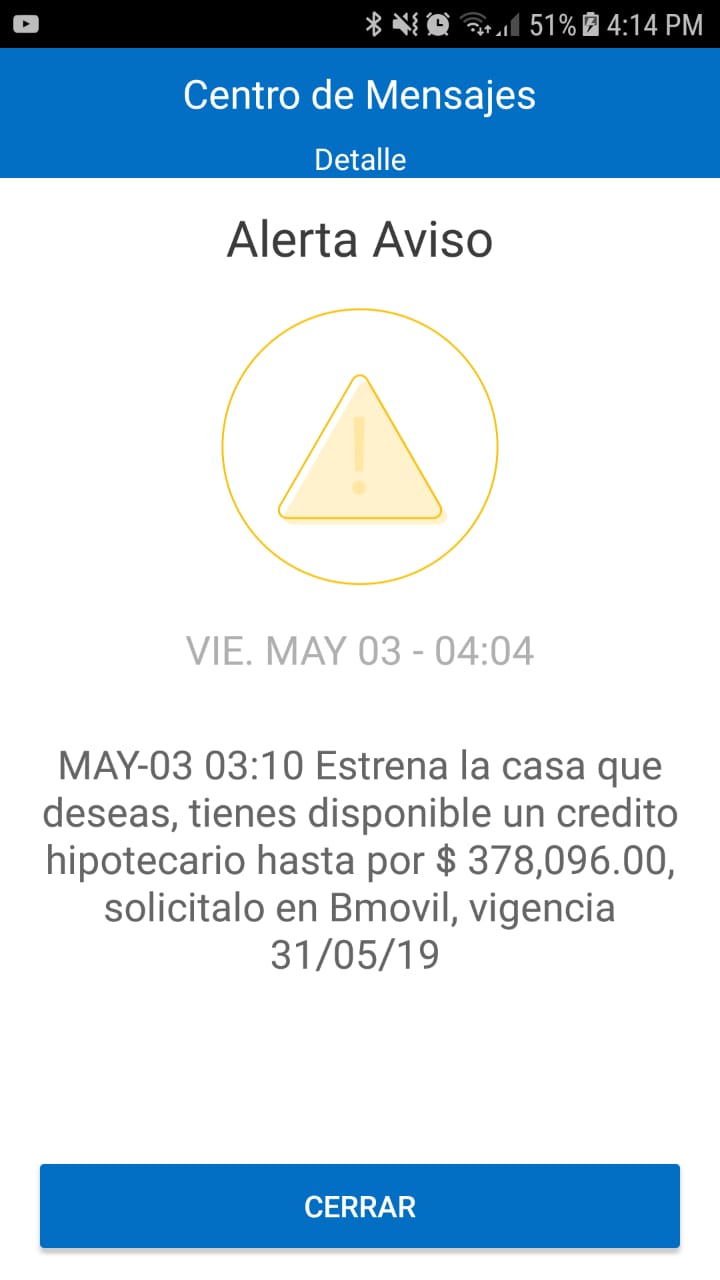 51% 4:14 PM
Centro de Mensajes
Detalle
Alerta Aviso
VIE. MAY 03 - 04:04
MAY-03 03:10 Estrena la casa que
deseas, tienes disponible un credito
hipotecario hasta por $ 378,096.00,
solicitalo en Bmovil, vigencia
31/05/19
CERRAR